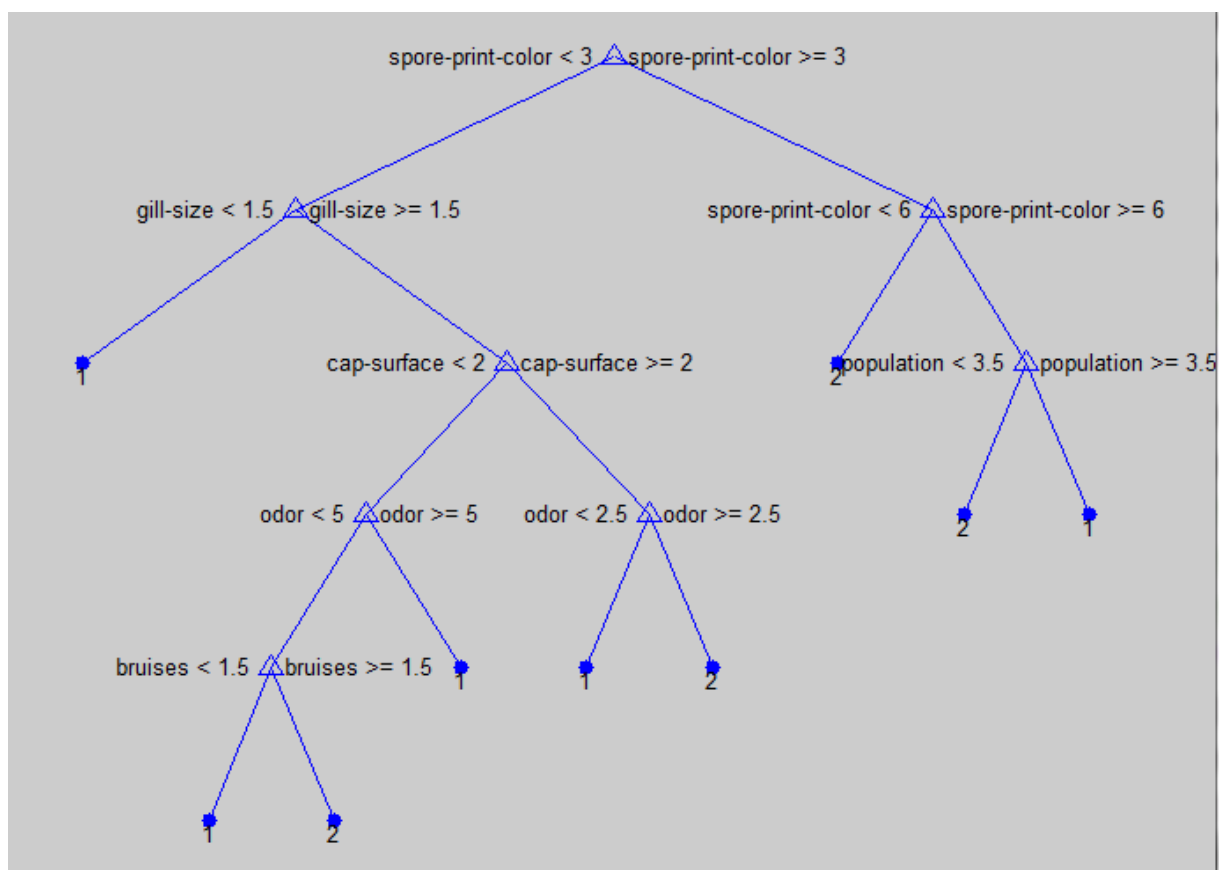 spore-print-color < 3 spore-print-color >= 3
gill-size < 1.5 gill-size >= 1.5 spore-print-color < 6 spore-print-color >= 6
1 cap-surface < 2 cap-surface >= 2 2 population < 3.5 population >= 3.5
odor < 5 odor >= 5 odor < 2.5 odor >= 2.5 2 1
bruises < 1.5 bruises >= 1.5 1 1 2
1 2